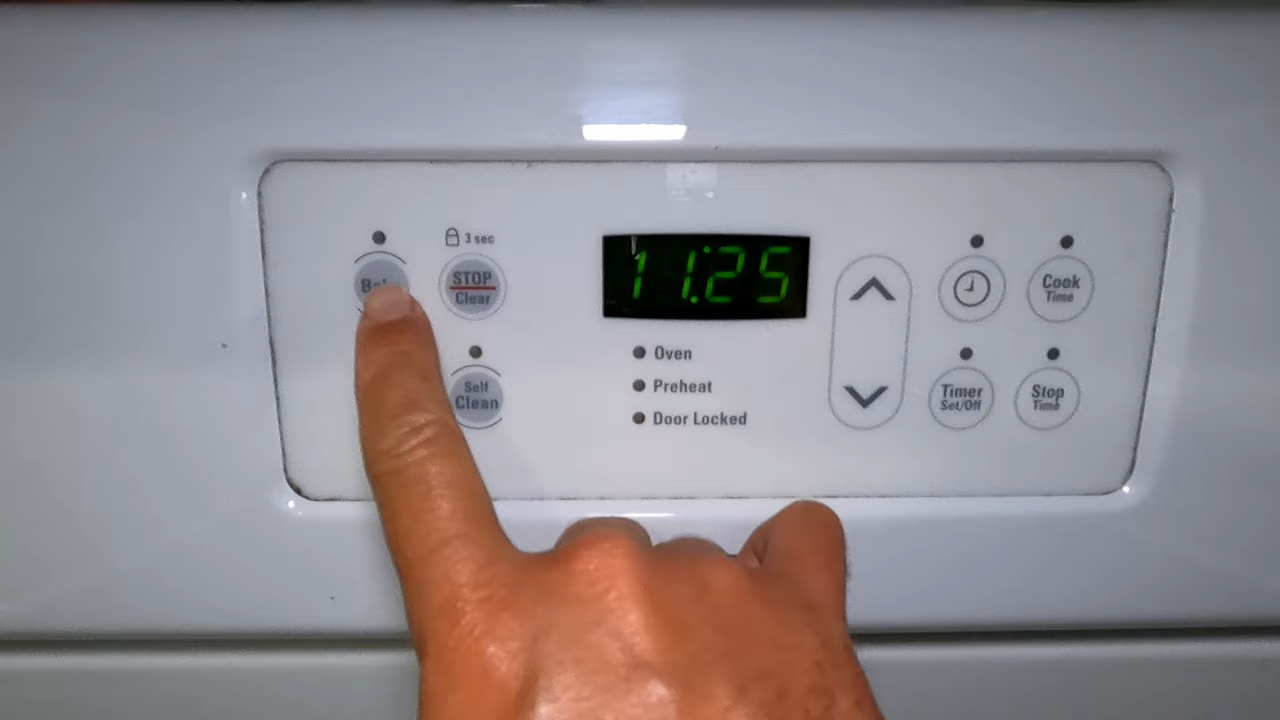 3 sec
STOP
Clear
Self
Clean
11:25
Oven
Preheat
Door Locked
Cook
Time
Timer
Set/Off
Stop
Time